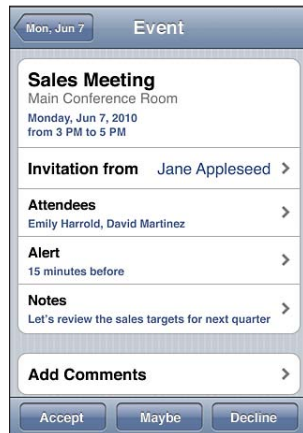 Mon, Jun 7
Event
Sales Meeting
Main Conference Room
Monday, Jun 7, 2010
from 3 PM to 5 PM
Invitation from Jane Appleseed
Attendees
Emily Harrold, David Martinez
Alert
15 minutes before
Notes
Let's review the sales targets for next quarter
Add Comments
Accept Maybe Decline